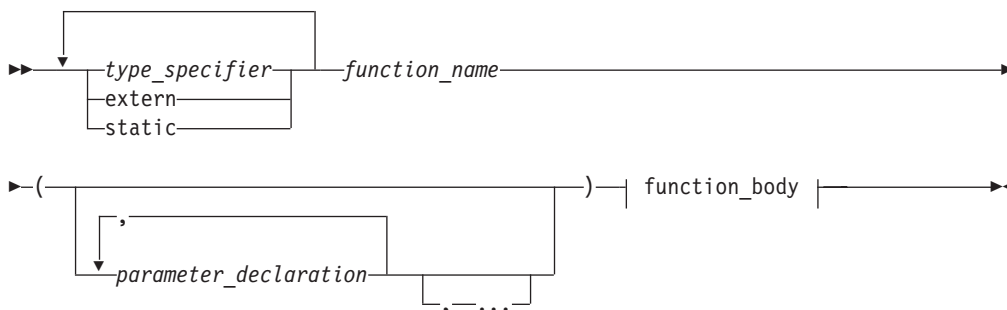 type_specifier function_name
extern
static
( ) function_body
,
parameter_declaration
, ...